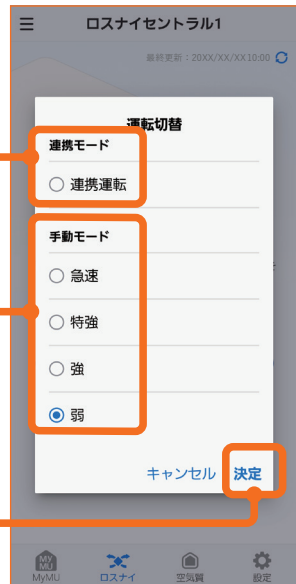 ロスナイセントラル1
最終更新：20XX/XX/XX10:00
運転切替
連携モード
連携運転
手動モード
急速
特強
強
弱
キャンセル 決定
MY
MU
MyMU ロスナイ 空気質 設定